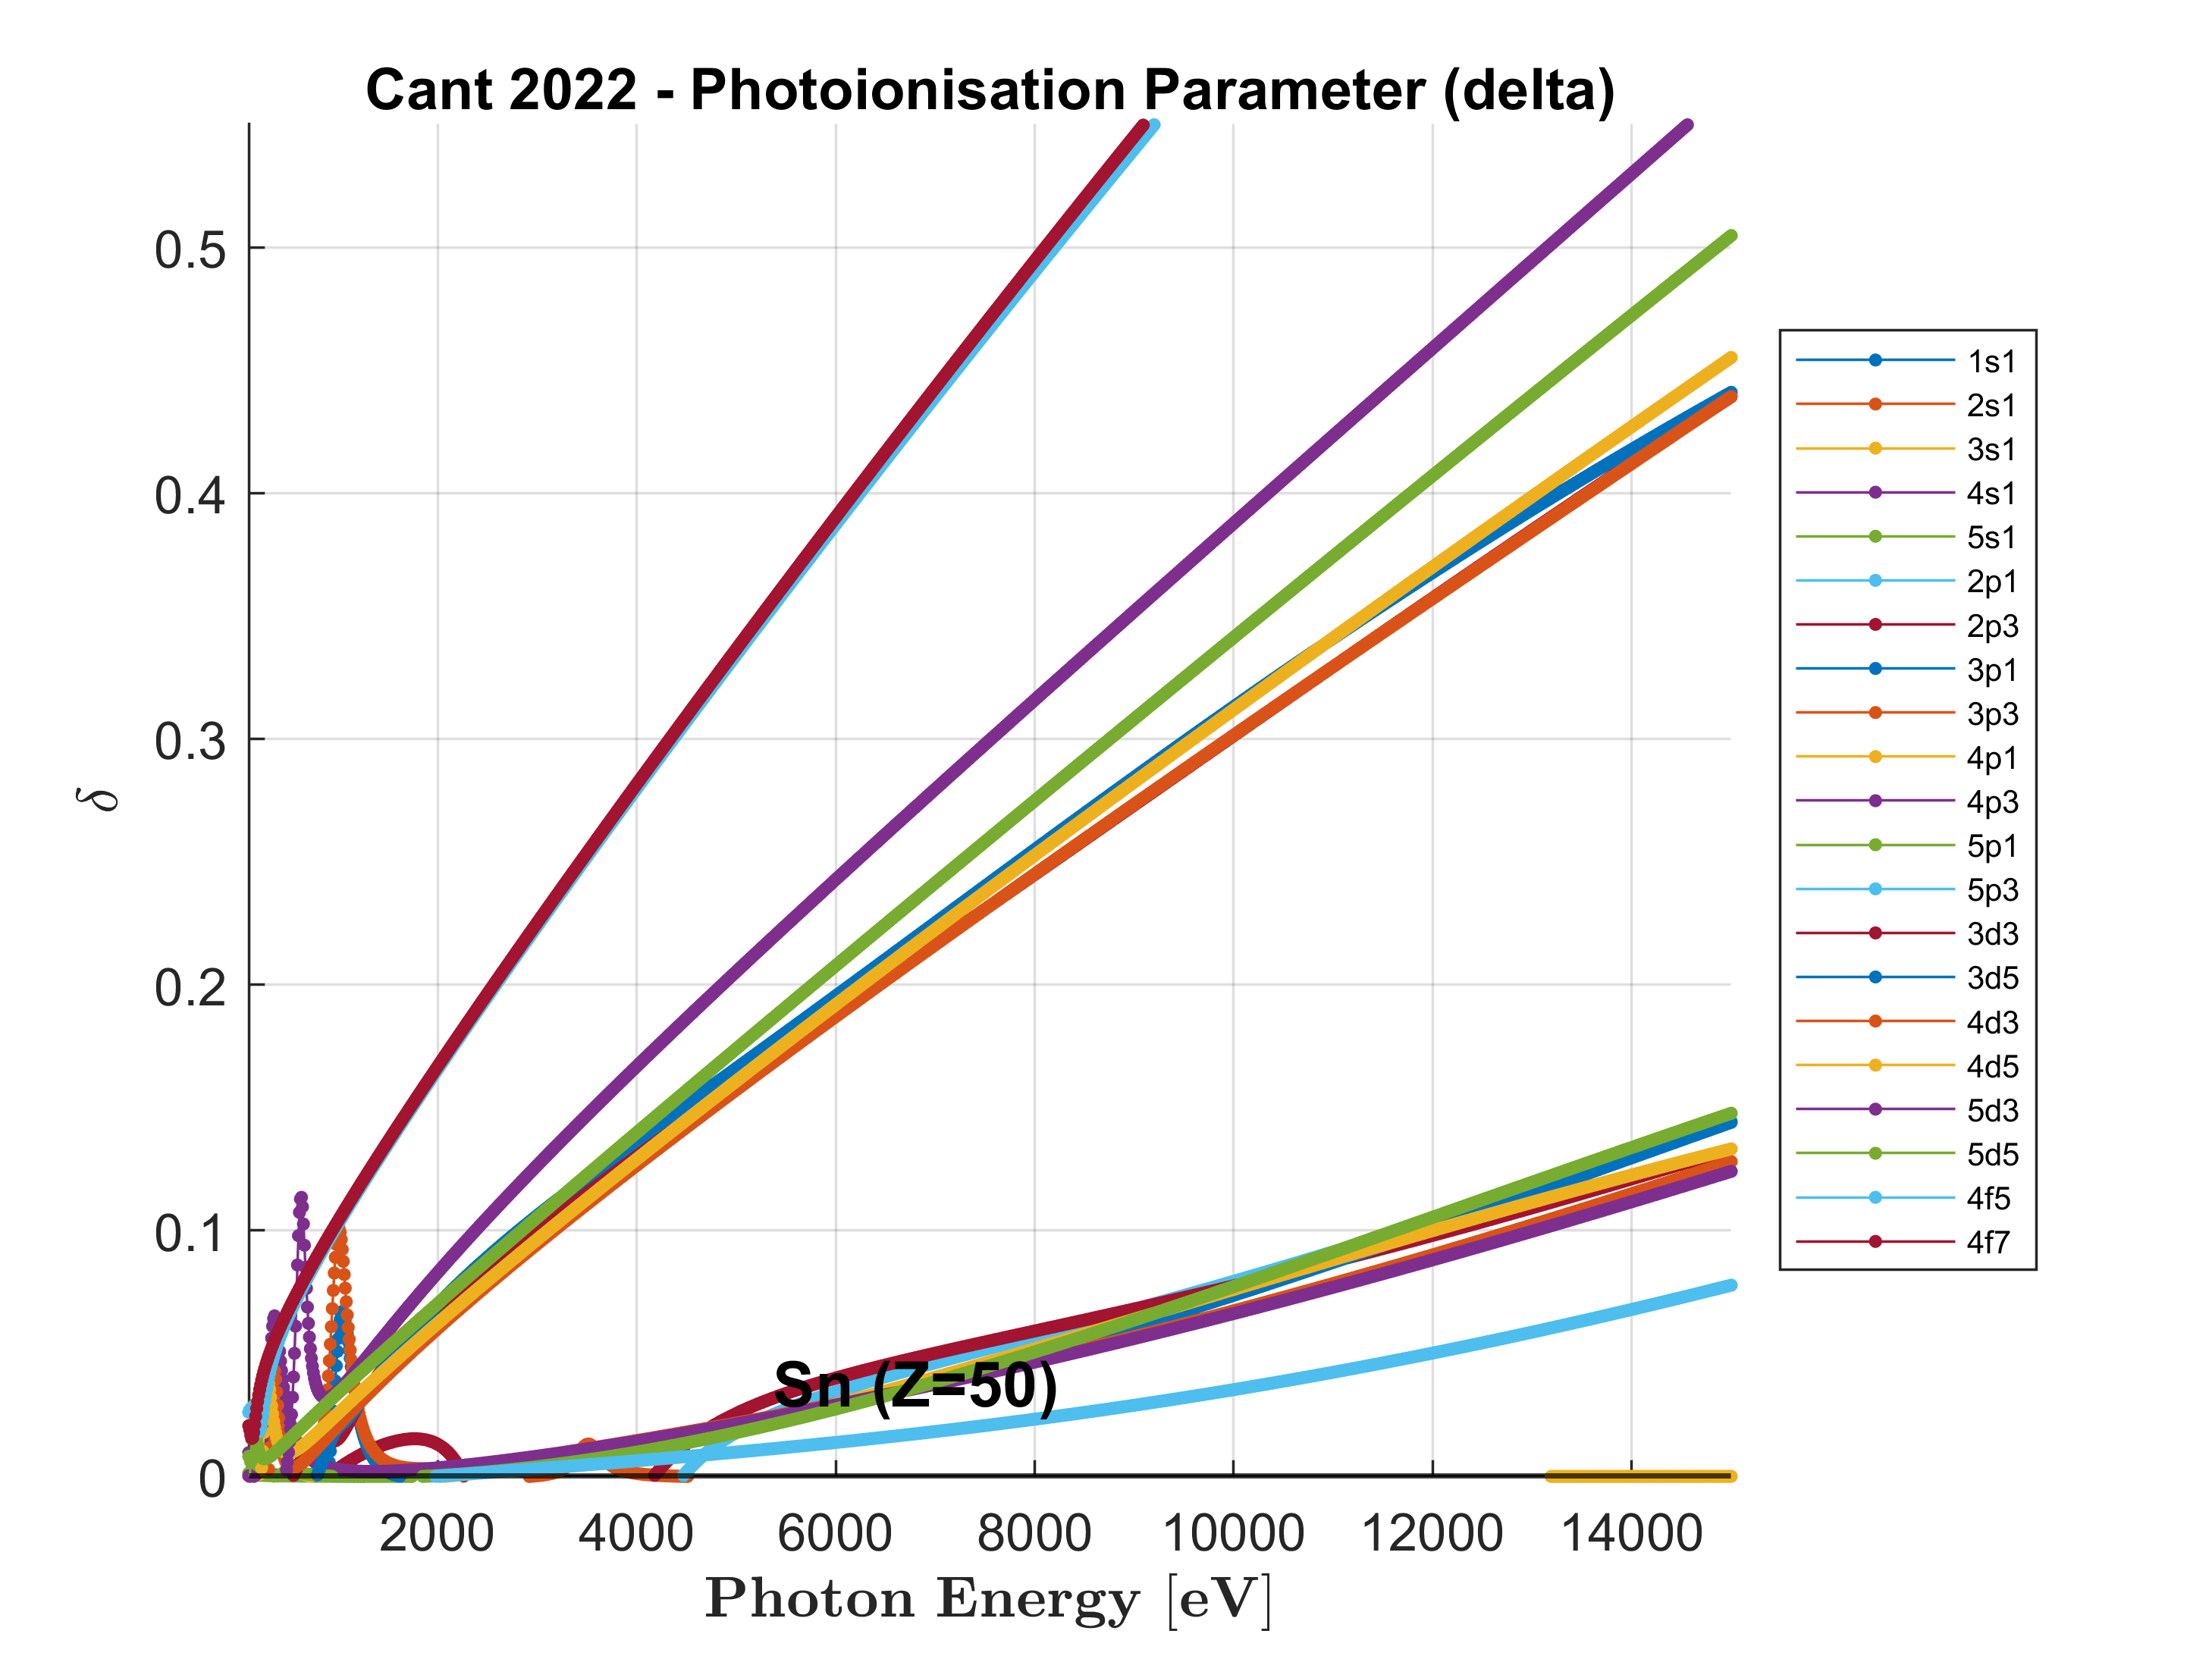 Cant 2022 - Photoionisation Parameter (delta)
0.5
0.4
0.3
0.2
0.1
0
δ
2000 4000 6000 8000 10000 12000 14000
Photon Energy [eV]
Sn (Z=50)
1s1
2s1
3s1
4s1
5s1
2p1
2p3
3p1
3p3
4p1
4p3
5p1
5p3
3d3
3d5
4d3
4d5
5d3
5d5
4f5
4f7